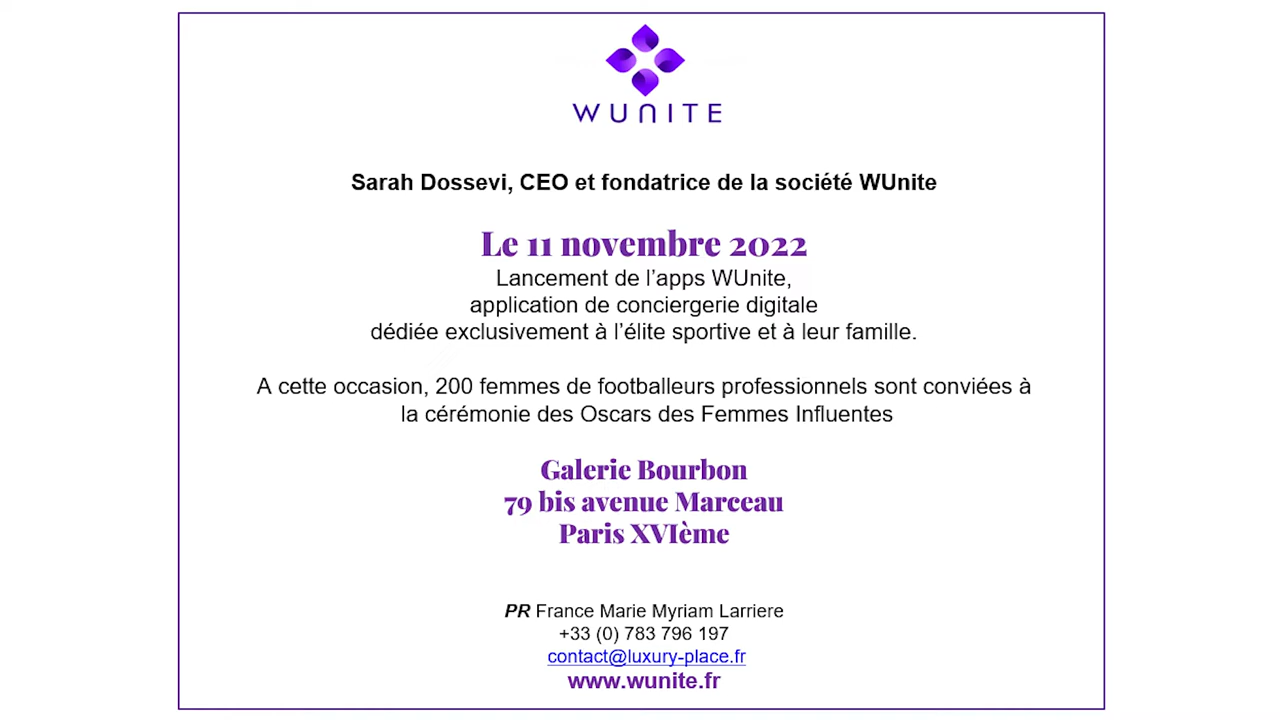 WUNITE
Sarah Dossevi, CEO et fondatrice de la société WUnite
Le 11 novembre 2022
Lancement de l’apps WUnite,
application de conciergerie digitale
dédiée exclusivement à l’élite sportive et à leur famille.
A cette occasion, 200 femmes de footballeurs professionnels sont conviées à
la cérémonie des Oscars des Femmes Influentes
Galerie Bourbon
79 bis avenue Marceau
Paris XVIème
PR France Marie Myriam Larriere
+33 (0) 783 796 197
contact@luxury-place.fr
www.wunite.fr